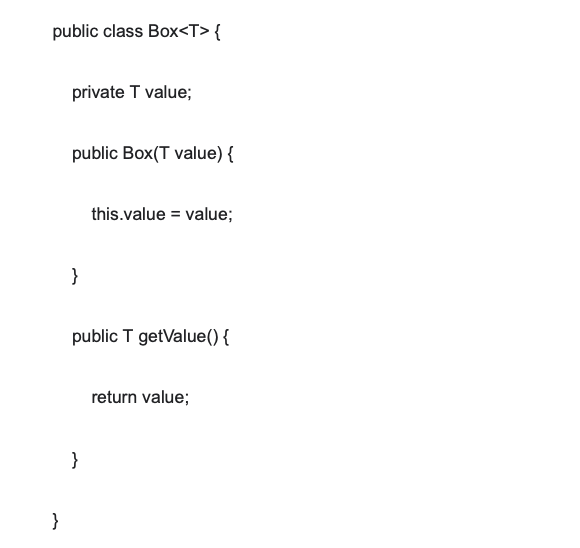 public class Box<T> {
private T value;
public Box(T value) {
this.value = value;
}
public T getValue() {
return value;
}
}